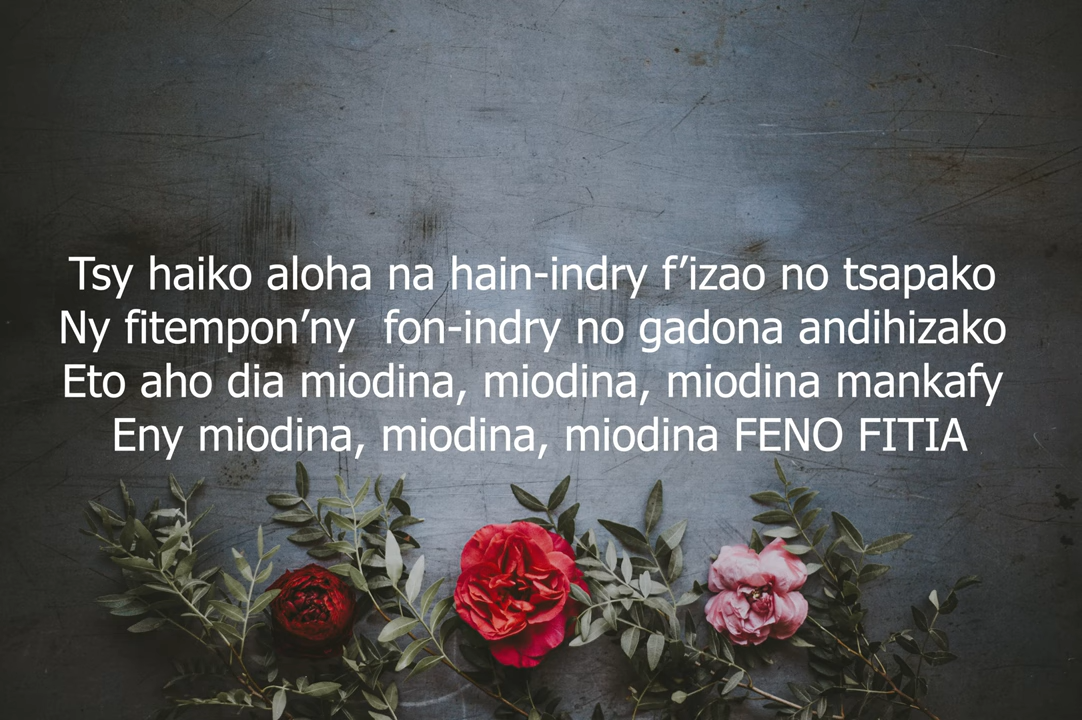 Tsy haiko aloha na hain-indry f’izao no tsapako
Ny fitempon’ny  fon-indry no gadona andihizako
Eto aho dia miodina, miodina, miodina mankafy
Eny miodina, miodina, miodina FENO FITIA